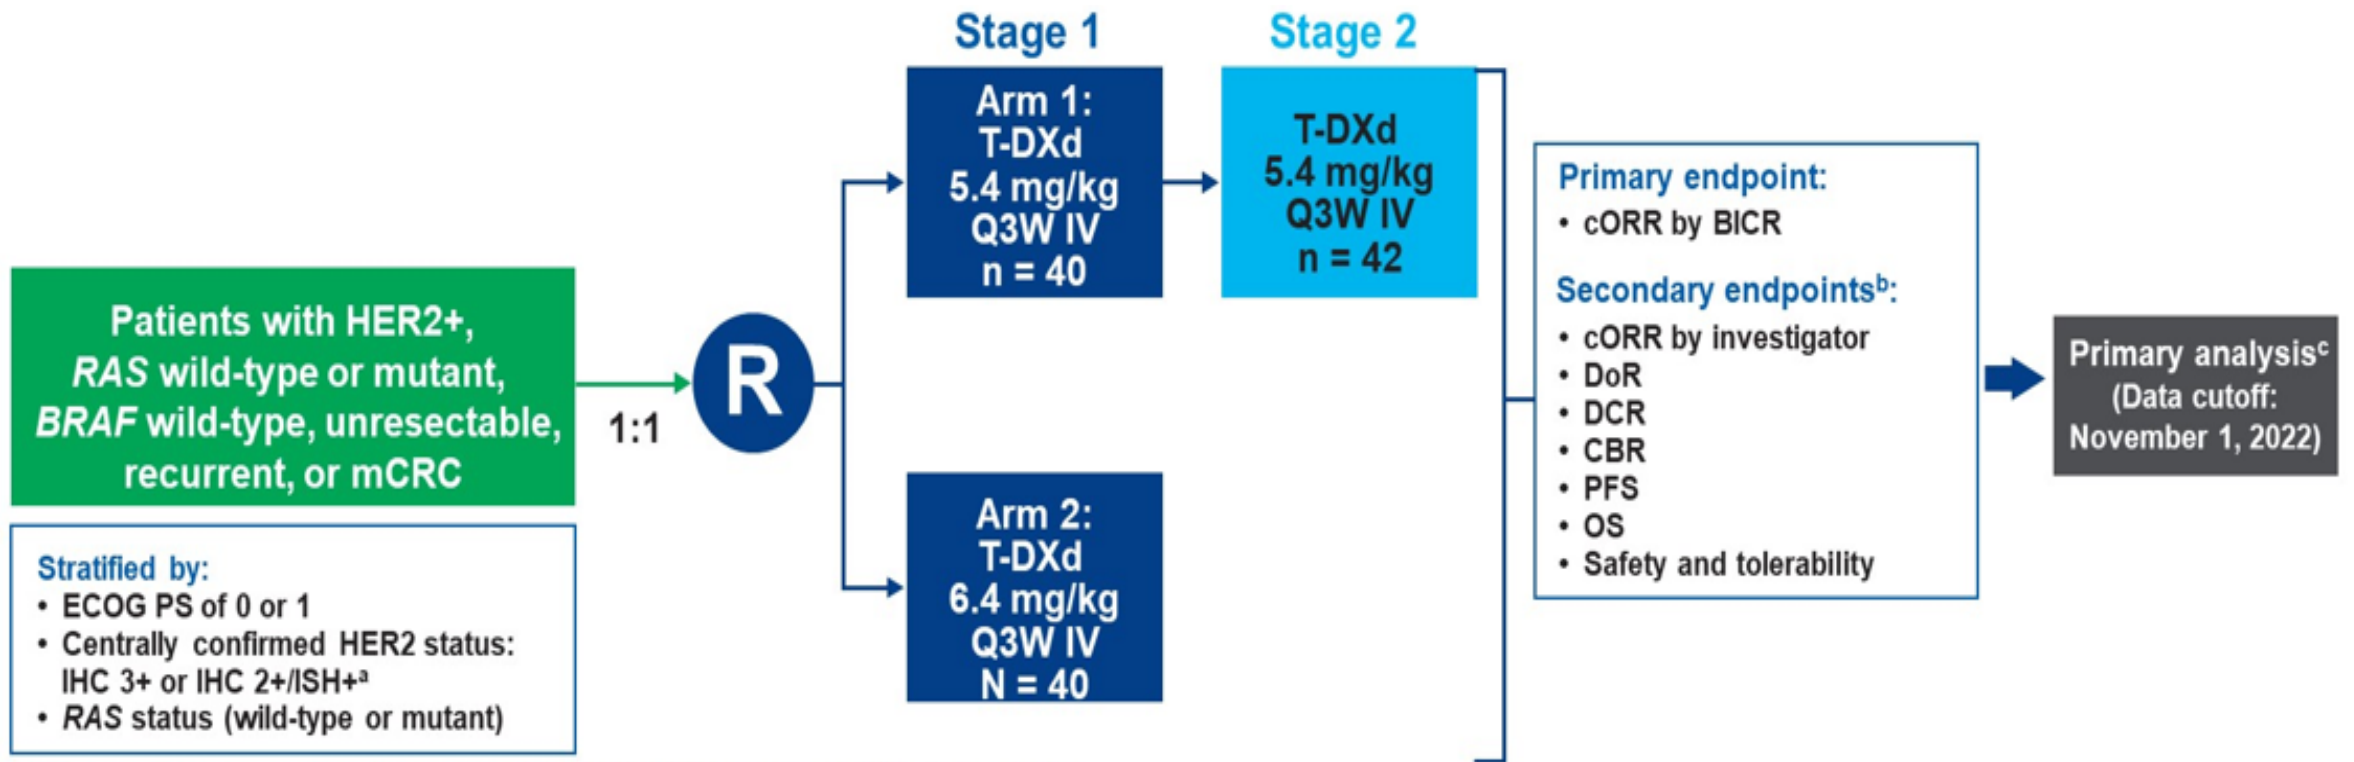 Stage 1
Stage 2
Patients with HER2+,
RAS wild-type or mutant,
BRAF wild-type, unresectable,
recurrent, or mCRC
Stratified by:
• ECOG PS of 0 or 1
• Centrally confirmed HER2 status:
IHC 3+ or IHC 2+/ISH+ᵃ
• RAS status (wild-type or mutant)
1:1
R
Arm 1:
T-DXd
5.4 mg/kg
Q3W IV
n = 40
Arm 2:
T-DXd
6.4 mg/kg
Q3W IV
N = 40
T-DXd
5.4 mg/kg
Q3W IV
n = 42
Primary endpoint:
• cORR by BICR
Secondary endpointsᵇ:
• cORR by investigator
• DoR
• DCR
• CBR
• PFS
• OS
• Safety and tolerability
Primary analysisᶜ
(Data cutoff:
November 1, 2022)